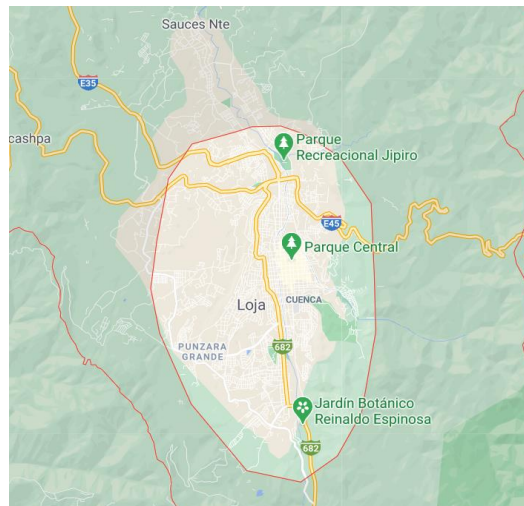 Sauces Nte
E35
cashpa
Parque
Recreacional Jipiro
E45
Parque Central
Loja
CUENCA
PUNZARA
GRANDE
682
Jardín Botánico
Reinaldo Espinosa
682